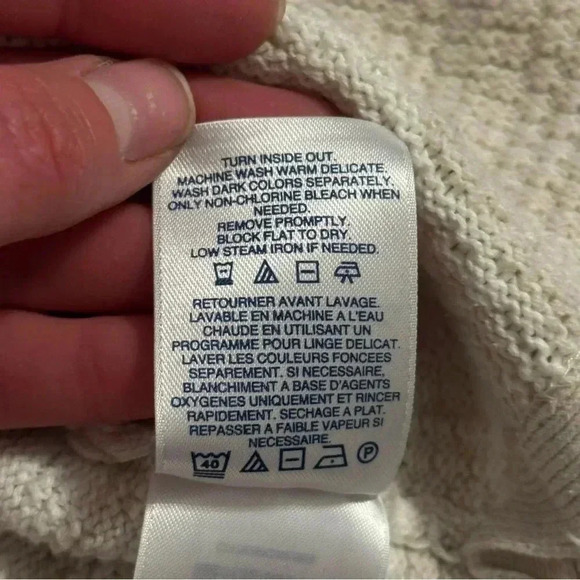 TURN INSIDE OUT.
MACHINE WASH WARM DELICATE.
WASH DARK COLORS SEPARATELY.
ONLY NON-CHLORINE BLEACH WHEN
NEEDED.
REMOVE PROMPTLY.
BLOCK FLAT TO DRY.
LOW STEAM IRON IF NEEDED.
RETOURNER AVANT LAVAGE.
LAVABLE EN MACHINE A L'EAU
CHAUDE EN UTILISANT UN
PROGRAMME POUR LINGE DELICAT.
LAVER LES COULEURS FONCEES
SEPAREMENT. SI NECESSAIRE,
BLANCHIMENT A BASE D'AGENTS
OXYGENES UNIQUEMENT ET RINCER
RAPIDEMENT. SECHAGE A PLAT.
REPASSER A FAIBLE VAPEUR SI
NECESSAIRE.
40 P